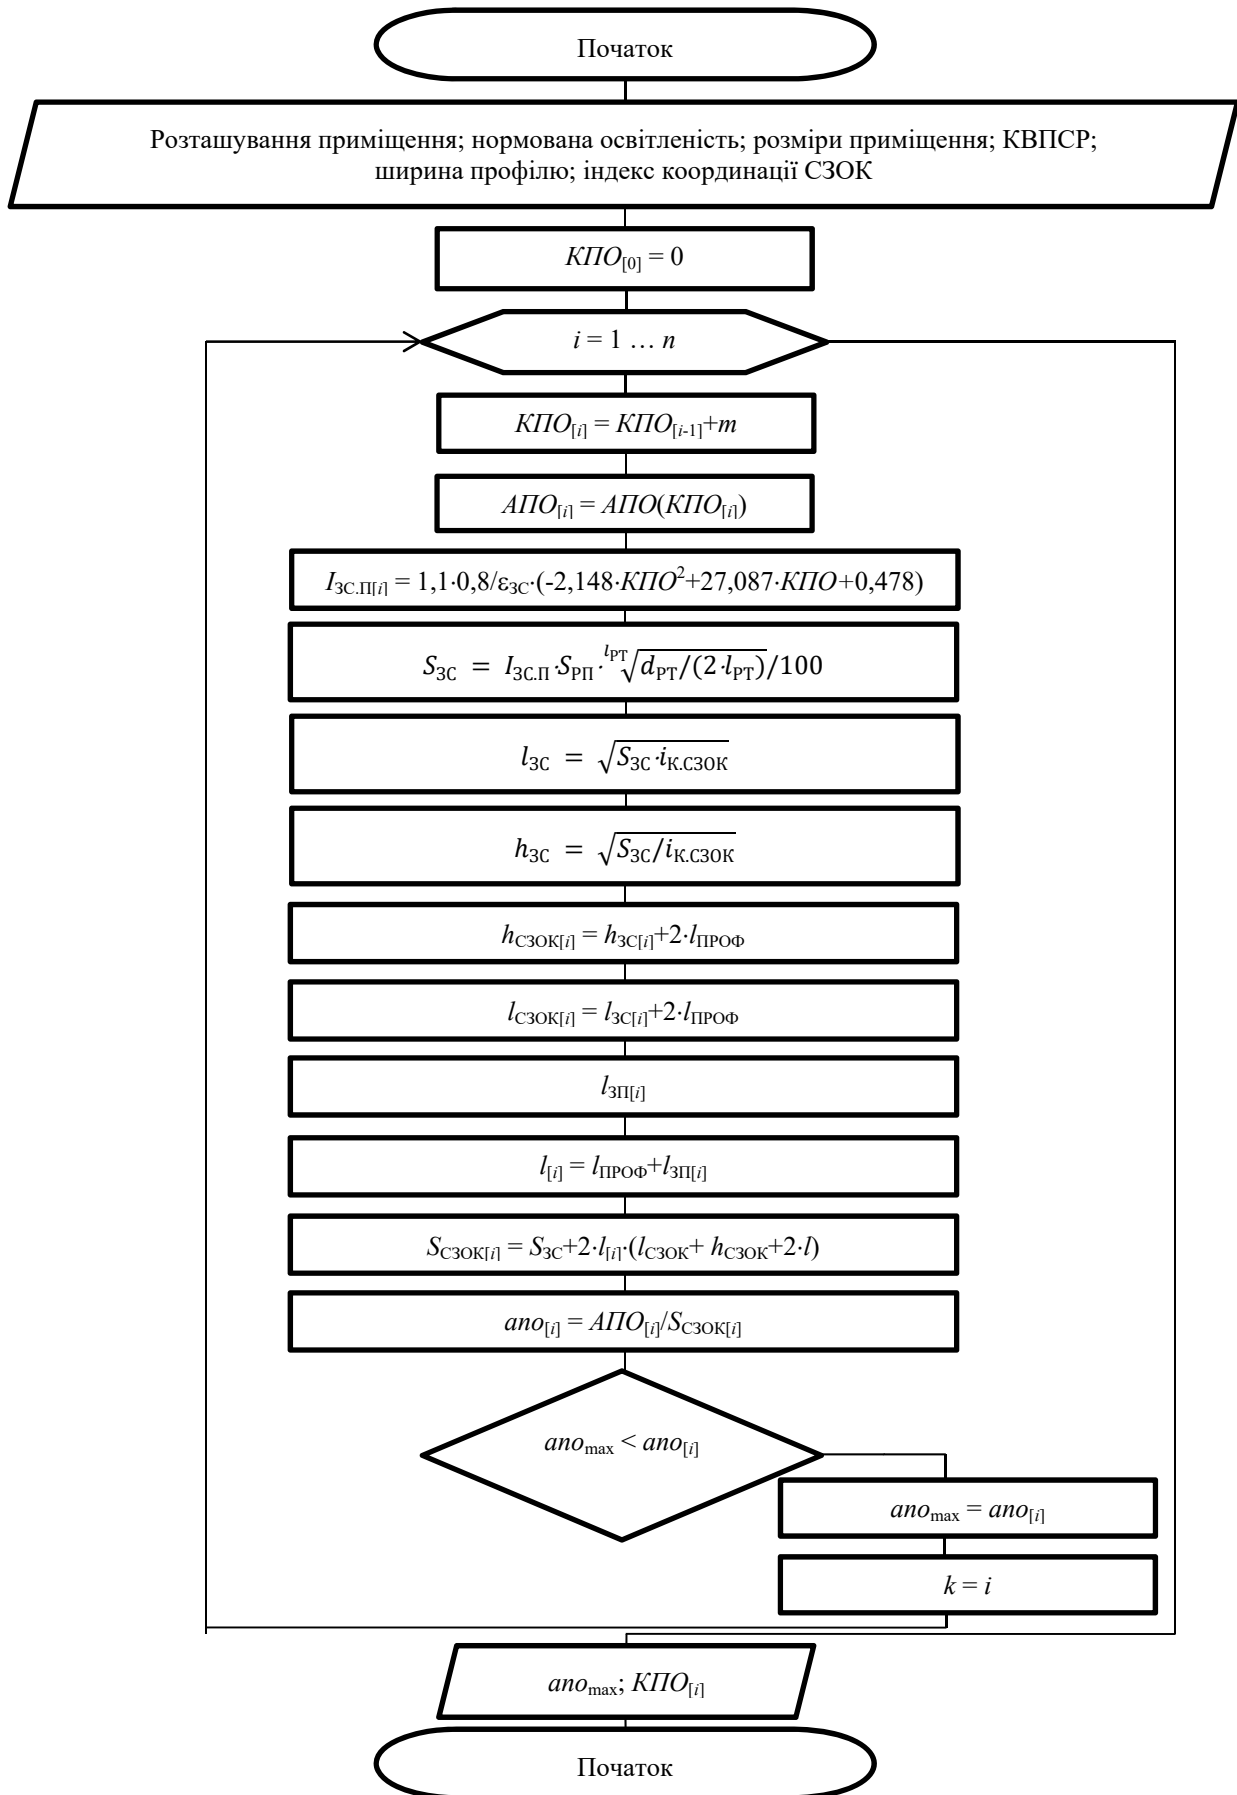 Початок
Розташування приміщення; нормована освітленість; розміри приміщення; КВПСР;
ширина профілю; індекс координації СЗОК
КПО[0] = 0
i = 1 … n
КПО[i] = КПО[i-1]+m
АПО[i] = АПО(КПО[i])
IЗС.П[i] = 1,1·0,8/εЗС·(-2,148·КПО²+27,087·КПО+0,478)
SЗС = IЗС.П·SРП· lРТ√dРТ/(2·lРТ)/100
lЗС = √SЗС·iК.СЗОК
hЗС = √SЗС/iК.СЗОК
hСЗОК[i] = hЗС[i]+2·lПРОФ
lСЗОК[i] = lЗС[i]+2·lПРОФ
lЗП[i]
l[i] = lПРОФ+lЗП[i]
SСЗОК[i] = SЗС+2·l[i]·(lСЗОК+ hСЗОК+2·l)
апо[i] = АПО[i]/SСЗОК[i]
апоmax < апо[i]
апоmax = апо[i]
k = i
апоmax; КПО[i]
Початок